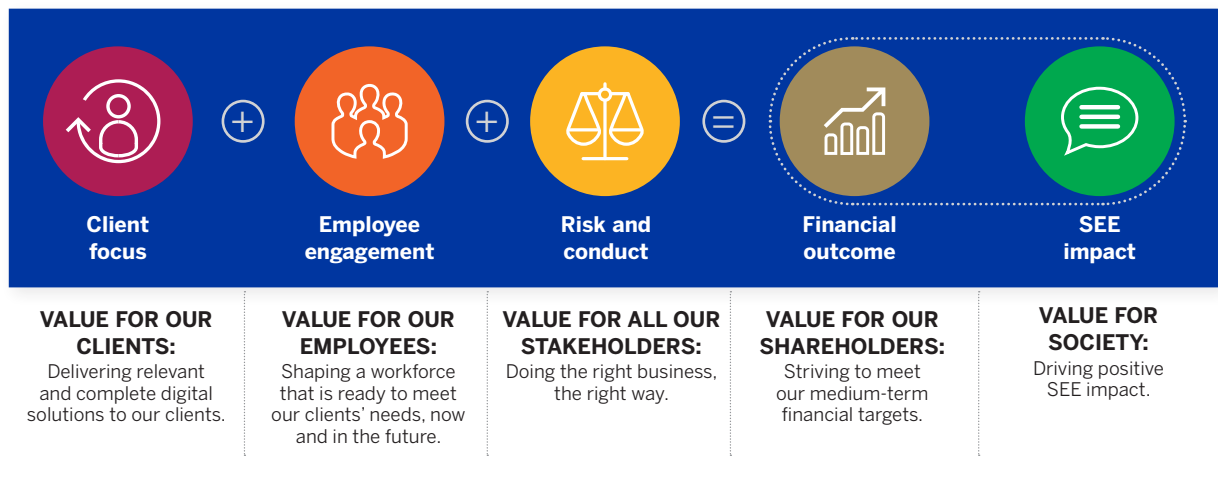 Client
focus
Employee
engagement
Risk and
conduct
Financial
outcome
SEE
impact
VALUE FOR OUR
CLIENTS:
Delivering relevant
and complete digital
solutions to our clients.
VALUE FOR OUR
EMPLOYEES:
Shaping a workforce
that is ready to meet
our clients’ needs, now
and in the future.
VALUE FOR ALL OUR
STAKEHOLDERS:
Doing the right business,
the right way.
VALUE FOR OUR
SHAREHOLDERS:
Striving to meet
our medium-term
financial targets.
VALUE FOR
SOCIETY:
Driving positive
SEE impact.